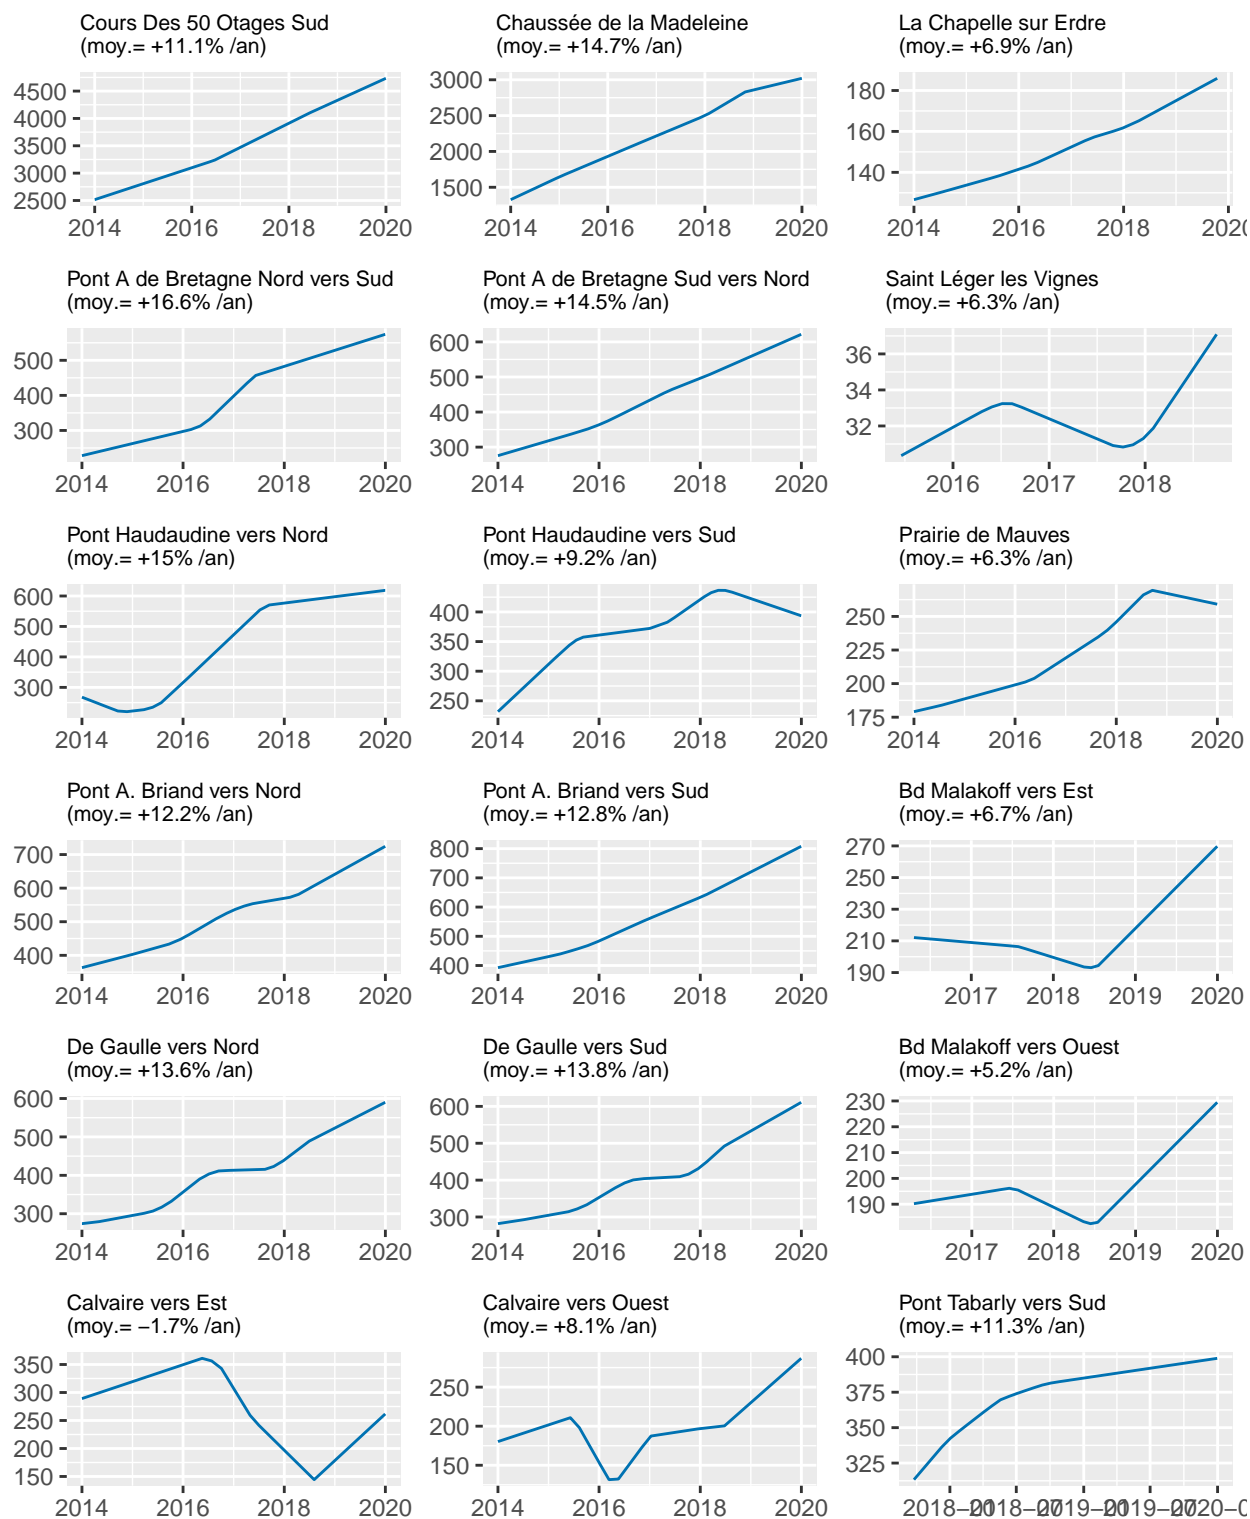 Cours Des 50 Otages Sud
(moy.= +11.1% /an)
4500
4000
3500
3000
2500
2014 2016 2018 2020
Chaussée de la Madeleine
(moy.= +14.7% /an)
3000
2500
2000
1500
2014 2016 2018 2020
La Chapelle sur Erdre
(moy.= +6.9% /an)
180
160
140
2014 2016 2018 2020
Pont A de Bretagne Nord vers Sud
(moy.= +16.6% /an)
500
400
300
2014 2016 2018 2020
Pont A de Bretagne Sud vers Nord
(moy.= +14.5% /an)
600
500
400
300
2014 2016 2018 2020
Saint Léger les Vignes
(moy.= +6.3% /an)
36
34
32
2016 2017 2018
Pont Haudaudine vers Nord
(moy.= +15% /an)
600
500
400
300
2014 2016 2018 2020
Pont Haudaudine vers Sud
(moy.= +9.2% /an)
400
350
300
250
2014 2016 2018 2020
Prairie de Mauves
(moy.= +6.3% /an)
250
225
200
175
2014 2016 2018 2020
Pont A. Briand vers Nord
(moy.= +12.2% /an)
700
600
500
400
2014 2016 2018 2020
Pont A. Briand vers Sud
(moy.= +12.8% /an)
800
700
600
500
400
2014 2016 2018 2020
Bd Malakoff vers Est
(moy.= +6.7% /an)
270
250
230
210
190
2017 2018 2019 2020
De Gaulle vers Nord
(moy.= +13.6% /an)
600
500
400
300
2014 2016 2018 2020
De Gaulle vers Sud
(moy.= +13.8% /an)
600
500
400
300
2014 2016 2018 2020
Bd Malakoff vers Ouest
(moy.= +5.2% /an)
230
220
210
200
190
2017 2018 2019 2020
Calvaire vers Est
(moy.= −1.7% /an)
350
300
250
200
150
2014 2016 2018 2020
Calvaire vers Ouest
(moy.= +8.1% /an)
250
200
150
2014 2016 2018 2020
Pont Tabarly vers Sud
(moy.= +11.3% /an)
400
375
350
325
2018−01 2018−07 2019−01 2019−07 2020−0